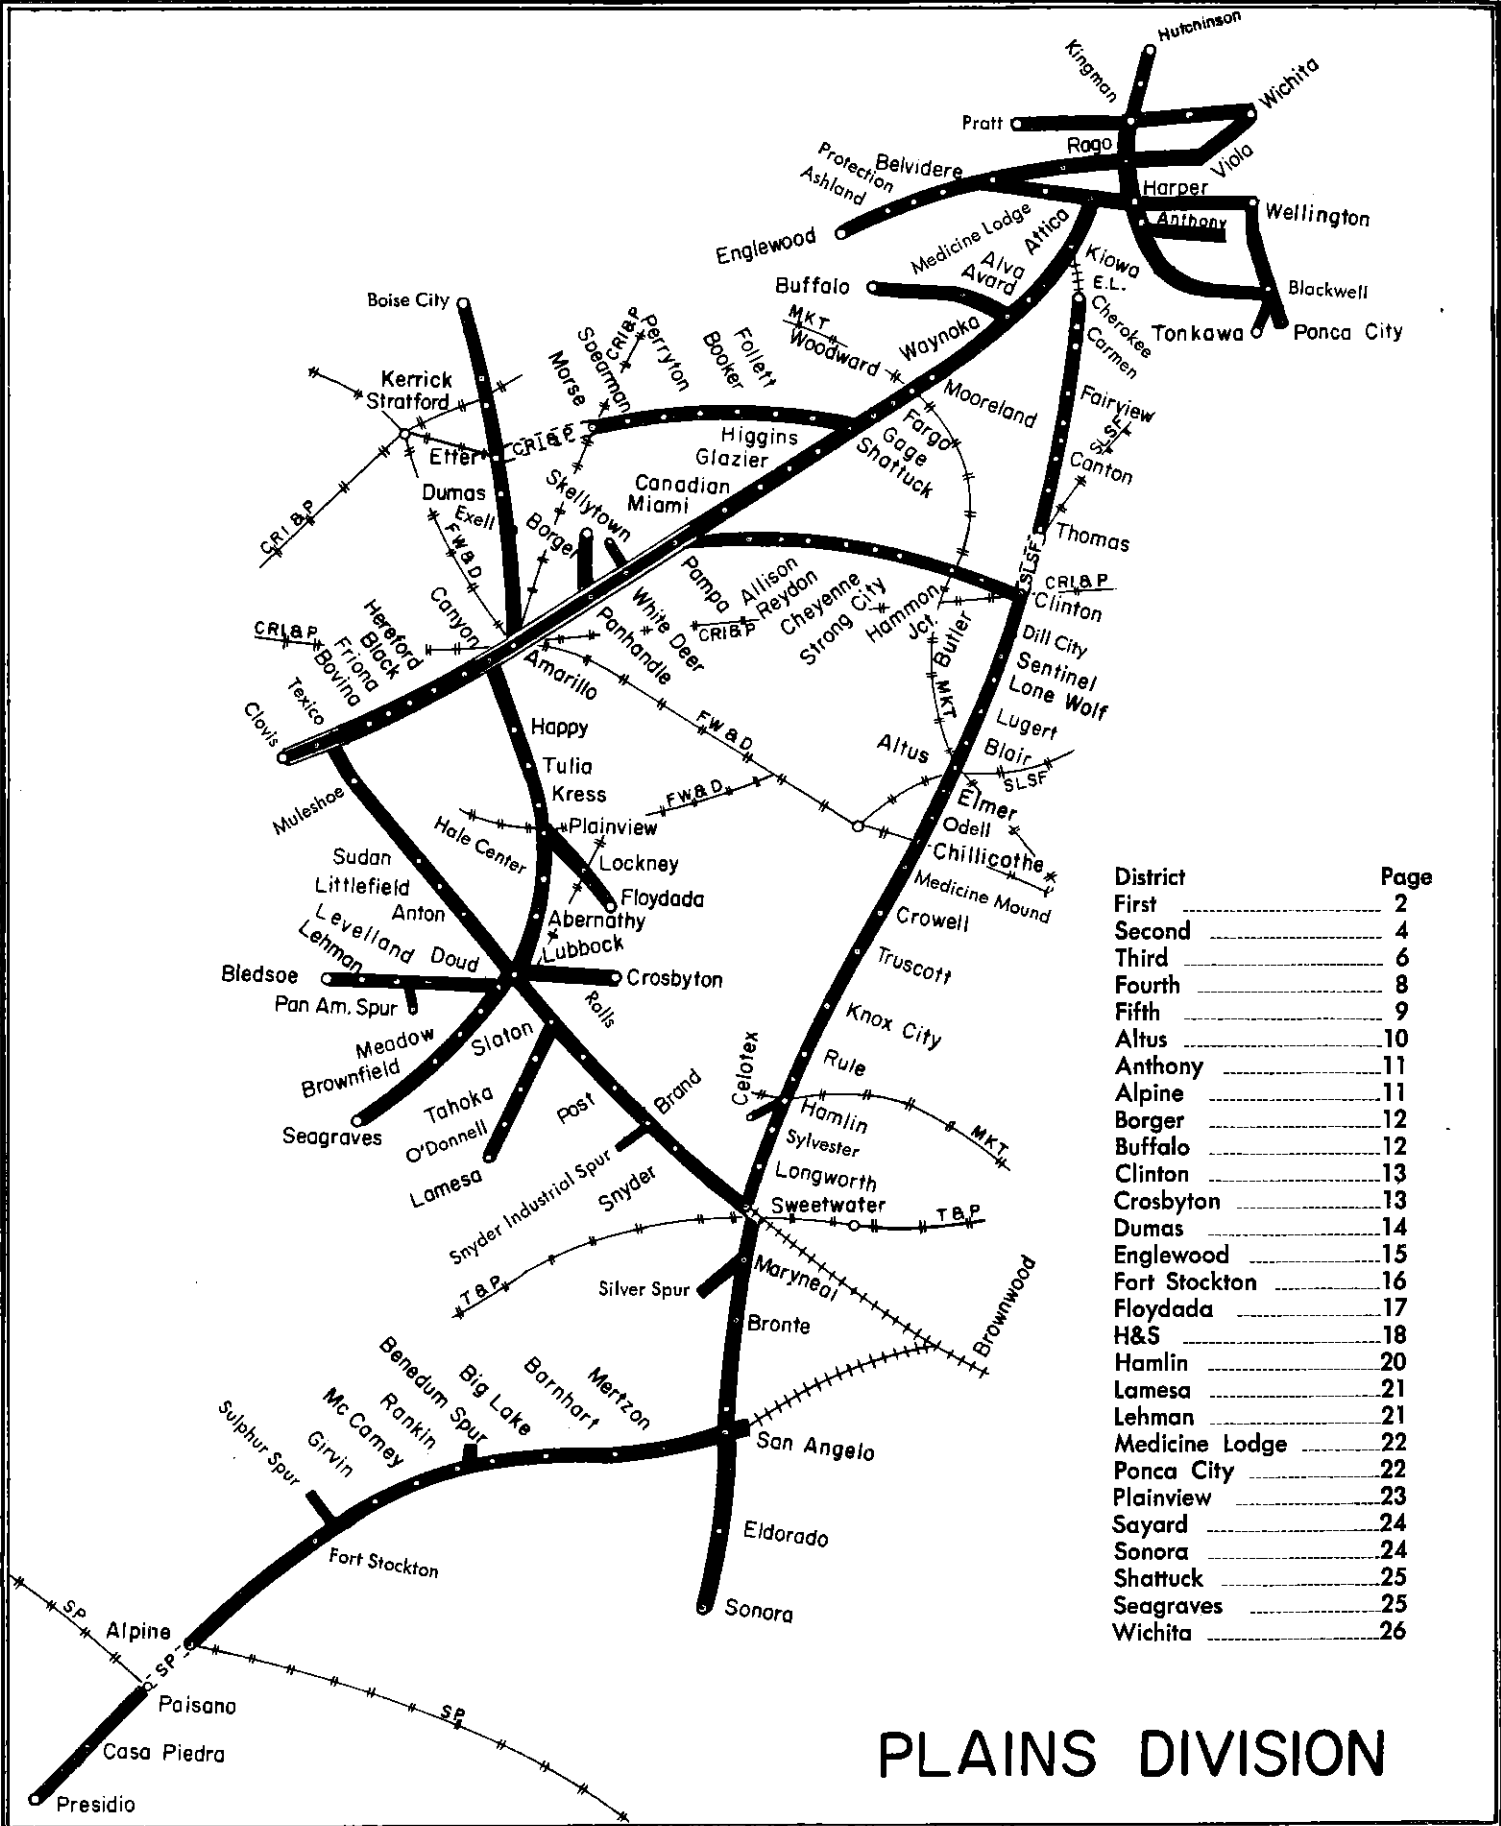 Hutchinson
Kingman
Wichita
Pratt
Rago
Viola
Protection
Belvidere
Ashland
Harper
Anthony
Wellington
Englewood
Medicine Lodge
Attica
Kiowa
Alva
Avard
E.L.
Buffalo
Blackwell
Boise City
Cherokee
Tonkawa
Ponca City
MKT
Woodward
Waynoka
Carmen
CRI&P
Perryton
Spearman
Morse
Booker
Follett
Kerrick
Stratford
Mooreland
Fairview
SLSF
Fargo
Gage
Shattuck
Higgins
Glazier
Etter
CRI&P
Canton
Canadian
Miami
Skellytown
Dumas
Exell
Borger
CRI&P
FW&D
Thomas
SLSF
CRI&P
Clinton
Pampa
Allison
Reydon
Cheyenne
Strong City
Hammon
Jct.
Butler
CRI&P
White Deer
Panhandle
Canyon
Hereford
Black
Friona
Bovina
CRI&P
Texico
Clovis
Amarillo
Dill City
Sentinel
Lone Wolf
MKT
Lugert
Happy
FW&D
Altus
Blair
SLSF
Tulia
Kress
FW&D
Elmer
Muleshoe
Hale Center
Plainview
Odell
Chillicothe
Sudan
Lockney
Medicine Mound
Littlefield
Floydada
Anton
Abernathy
Crowell
Levelland
Lehman
Doud
Lubbock
Truscott
Bledsoe
Crosbyton
Pan Am. Spur
Ralls
Knox City
Meadow
Slaton
Brownfield
Rule
Celotex
Tahoka
Post
Brand
Hamlin
MKT
Seagraves
O'Donnell
Sylvester
Lamesa
Longworth
Snyder Industrial Spur
Snyder
Sweetwater
T&P
T&P
Silver Spur
Maryneal
Bronte
Brownwood
Benedum Spur
Big Lake
Barnhart
Mertzon
Mc Camey
Rankin
Sulphur Spur
Girvin
San Angelo
Eldorado
Fort Stockton
Sonora
SP
Alpine
SP
Paisano
SP
Casa Piedra
Presidio
District Page
First 2
Second 4
Third 6
Fourth 8
Fifth 9
Altus 10
Anthony 11
Alpine 11
Borger 12
Buffalo 12
Clinton 13
Crosbyton 13
Dumas 14
Englewood 15
Fort Stockton 16
Floydada 17
H&S 18
Hamlin 20
Lamesa 21
Lehman 21
Medicine Lodge 22
Ponca City 22
Plainview 23
Sayard 24
Sonora 24
Shattuck 25
Seagraves 25
Wichita 26
PLAINS DIVISION